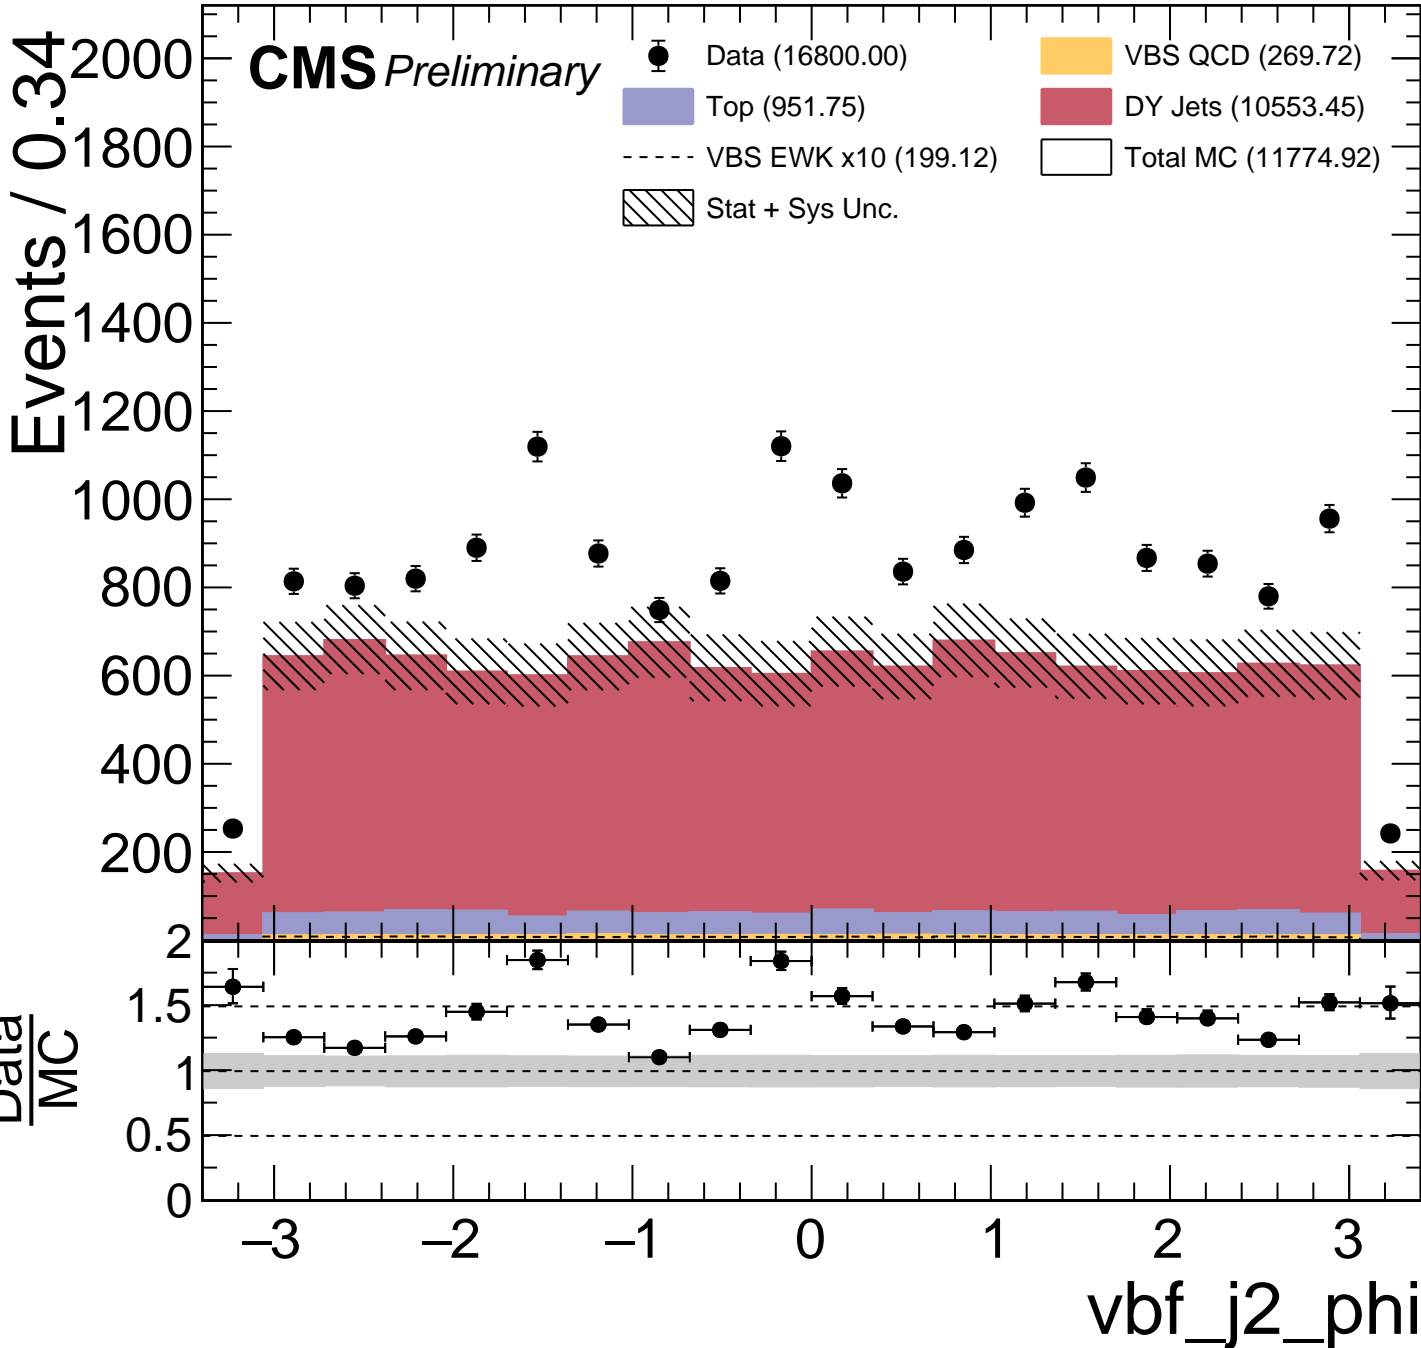 CMS Preliminary
Data (16800.00)
VBS QCD (269.72)
Top (951.75)
DY Jets (10553.45)
VBS EWK x10 (199.12)
Total MC (11774.92)
Stat + Sys Unc.
Events / 0.34
2000
1800
1600
1400
1200
1000
800
600
400
200
2
1.5
1
0.5
0
Data
MC
–3 –2 –1 0 1 2 3
vbf_j2_phi